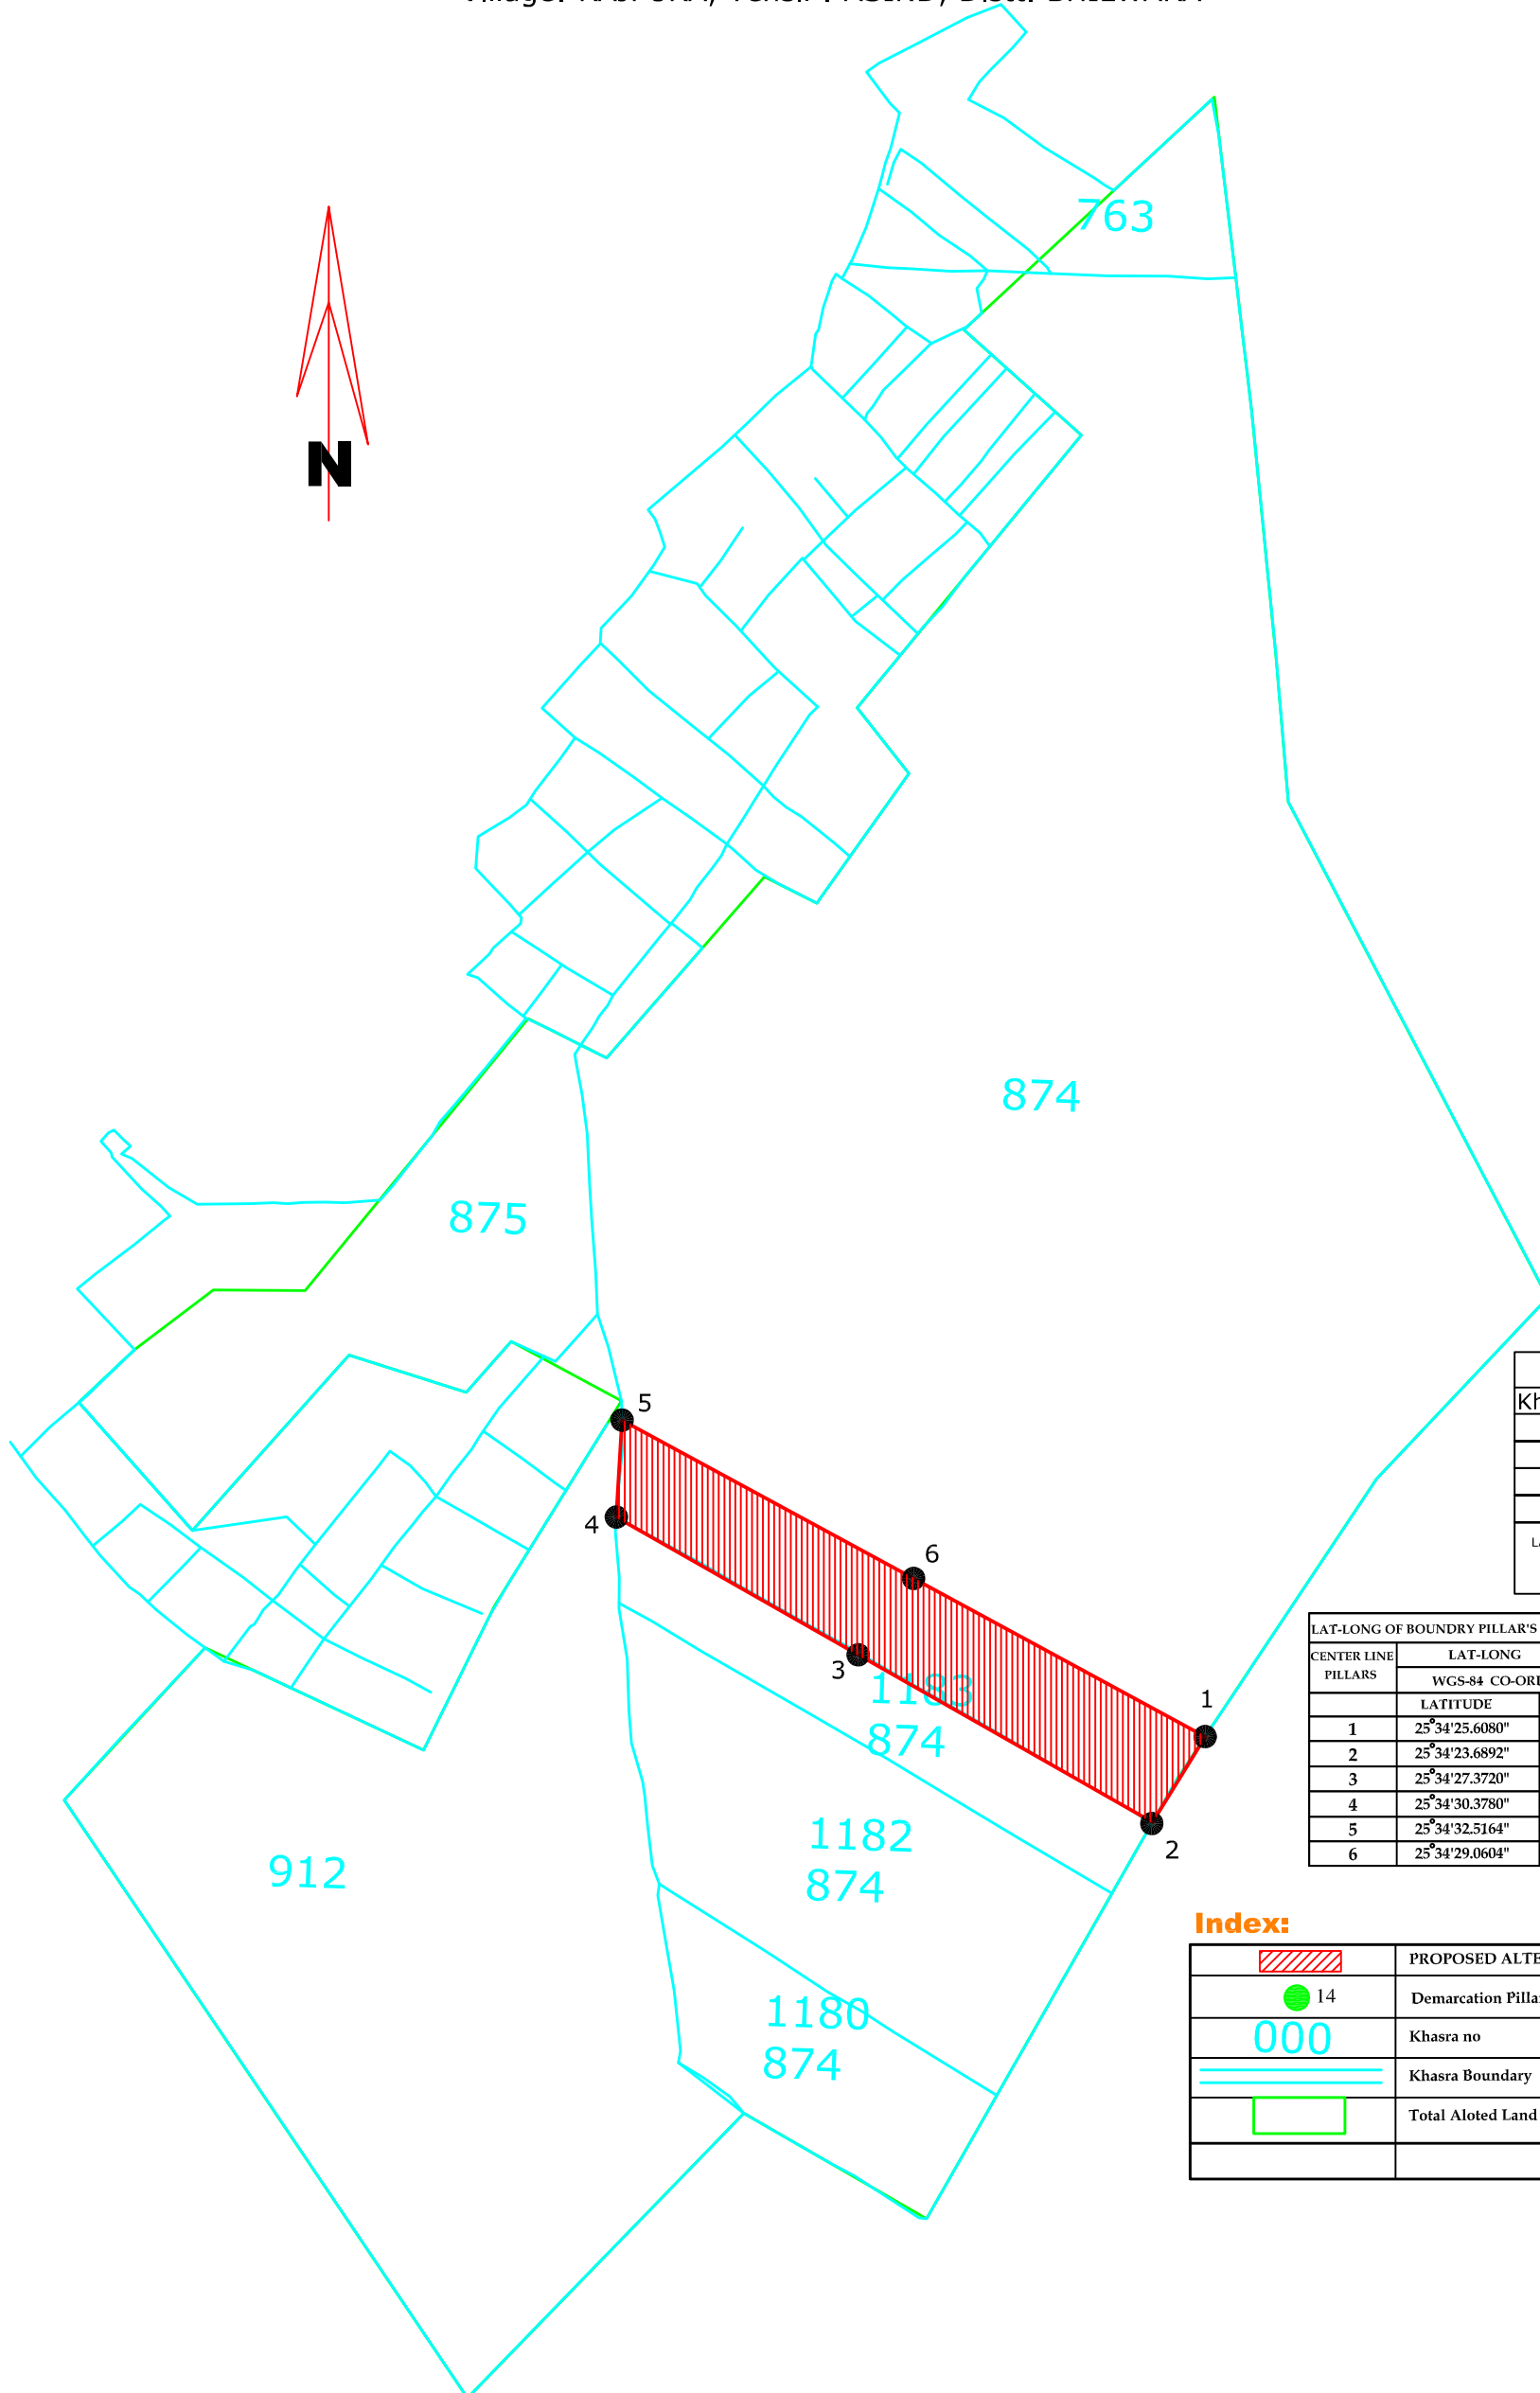 763
N
874
875
5
4
6
3
1183
874
1
2
1182
874
912
1180
874
Kh
LAT-LONG OF BOUNDRY PILLAR'S
CENTER LINE PILLARS
LAT-LONG
WGS-84 CO-OR
LATITUDE
1 25°34'25.6080"
2 25°34'23.6892"
3 25°34'27.3720"
4 25°34'30.3780"
5 25°34'32.5164"
6 25°34'29.0604"
Index:
PROPOSED ALTE
14 Demarcation Pilla
000 Khasra no
Khasra Boundary
Total Aloted Land